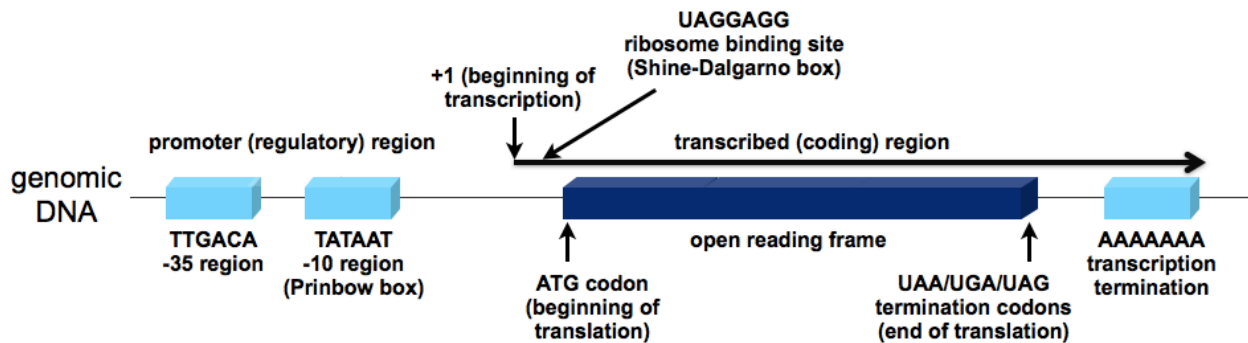 UAGGAGG
ribosome binding site
(Shine-Dalgarno box)
+1 (beginning of
transcription)
promoter (regulatory) region
transcribed (coding) region
genomic
DNA
TTGACA
-35 region
TATAAT
-10 region
(Prinbow box)
open reading frame
AAAAAAA
transcription
termination
ATG codon
(beginning of
translation)
UAA/UGA/UAG
termination codons
(end of translation)